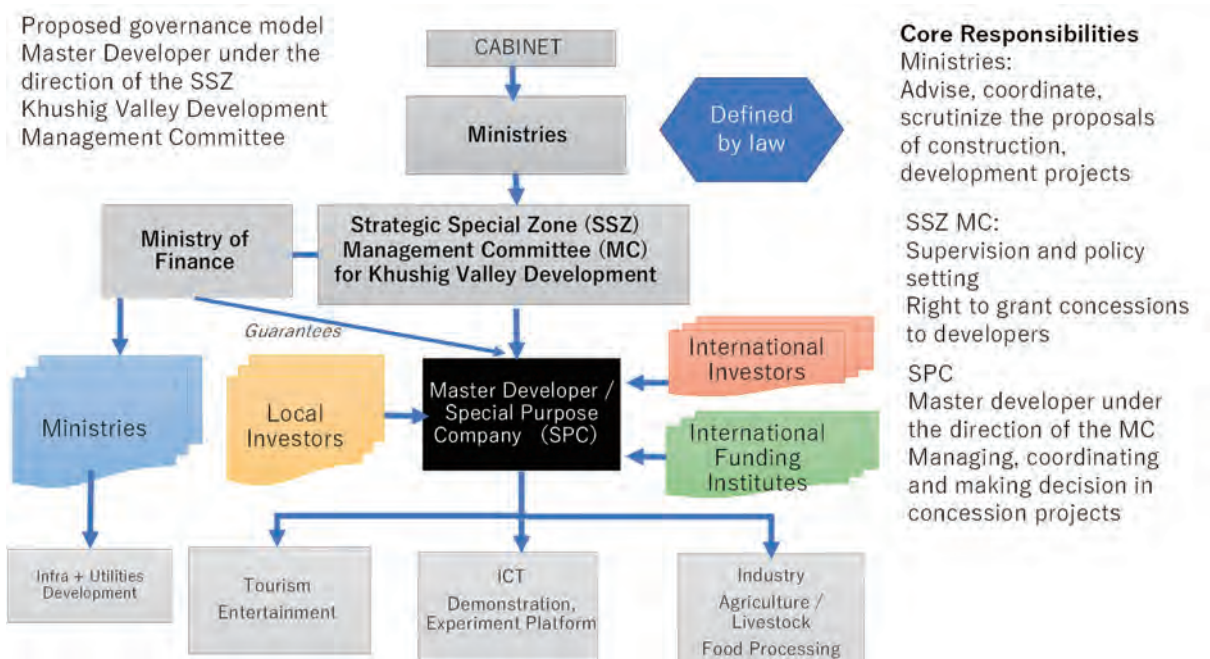 Proposed governance model
Master Developer under the
direction of the SSZ
Khushig Valley Development
Management Committee
CABINET
Ministries
Defined
by law
Ministry of
Finance
Strategic Special Zone (SSZ)
Management Committee (MC)
for Khushig Valley Development
Guarantees
Ministries
Local
Investors
Master Developer /
Special Purpose
Company （SPC）
International
Investors
International
Funding
Institutes
Infra + Utilities
Development
Tourism
Entertainment
ICT
Demonstration,
Experiment Platform
Industry
Agriculture /
Livestock
Food Processing
Core Responsibilities
Ministries:
Advise, coordinate,
scrutinize the proposals
of construction,
development projects
SSZ MC:
Supervision and policy
setting
Right to grant concessions
to developers
SPC
Master developer under
the direction of the MC
Managing, coordinating
and making decision in
concession projects